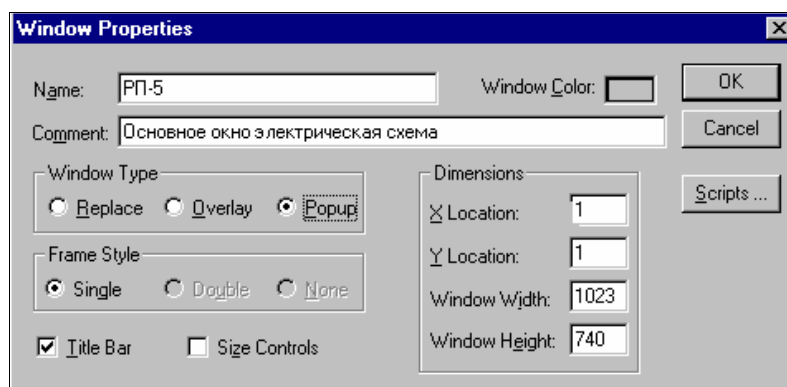 Window Properties
Name: РП-5 Window Color: OK
Comment: Основное окно электрическая схема Cancel
Window Type Dimensions
Replace Overlay Popup X Location: 1 Scripts ...
Y Location: 1
Frame Style
Single Double None Window Width: 1023
Title Bar Size Controls Window Height: 740